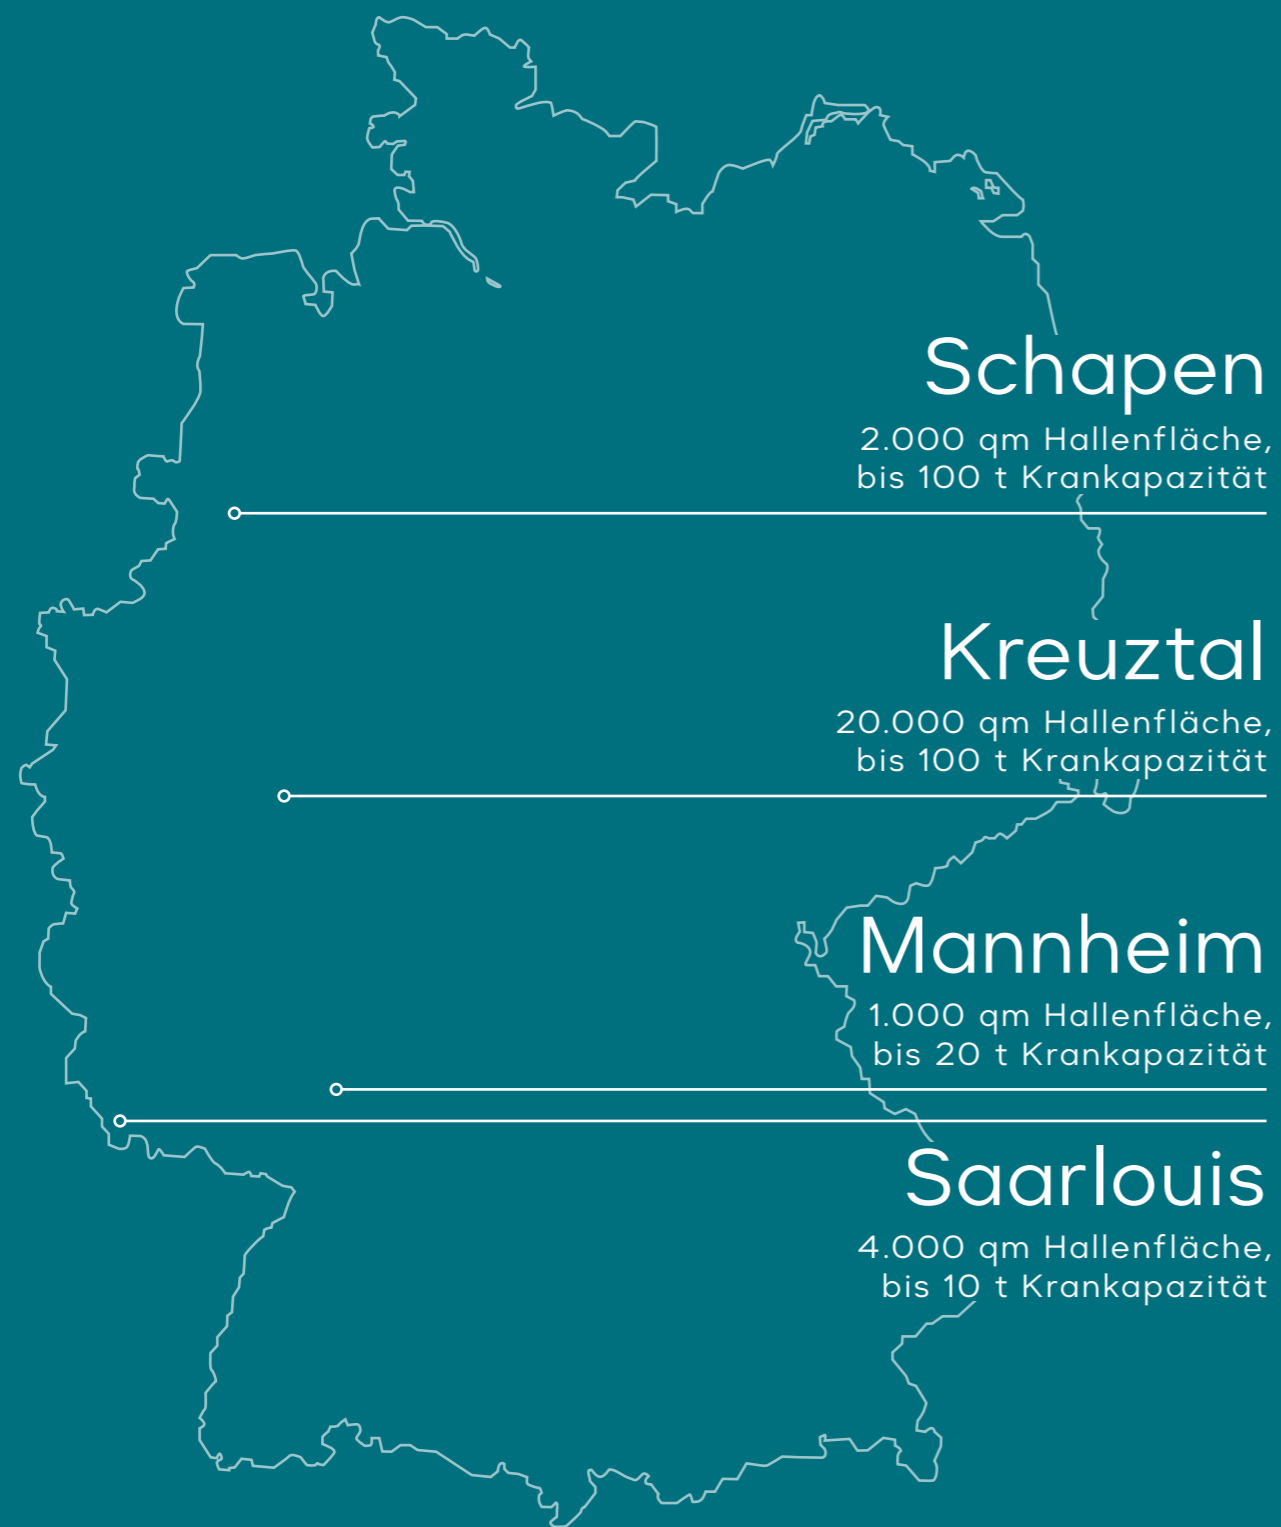 Schapen
2.000 qm Hallenfläche,
bis 100 t Krankapazität
Kreuztal
20.000 qm Hallenfläche,
bis 100 t Krankapazität
Mannheim
1.000 qm Hallenfläche,
bis 20 t Krankapazität
Saarlouis
4.000 qm Hallenfläche,
bis 10 t Krankapazität